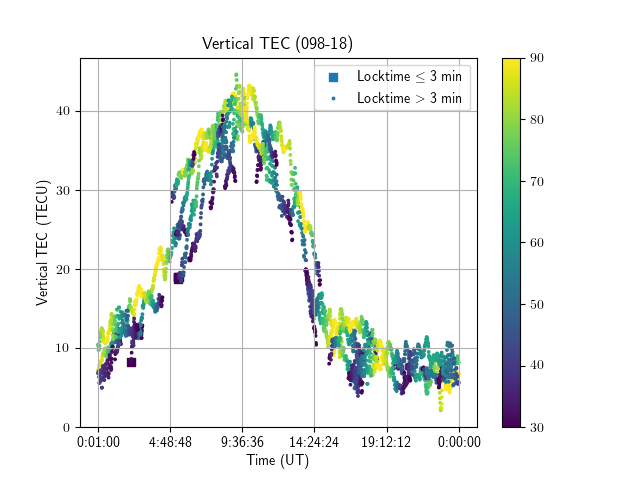 Vertical TEC (098-18)
Locktime ≤ 3 min
Locktime > 3 min
Vertical TEC (TECU)
40
30
20
10
0
0:01:00 4:48:48 9:36:36 14:24:24 19:12:12 0:00:00
Time (UT)
90
80
70
60
50
40
30